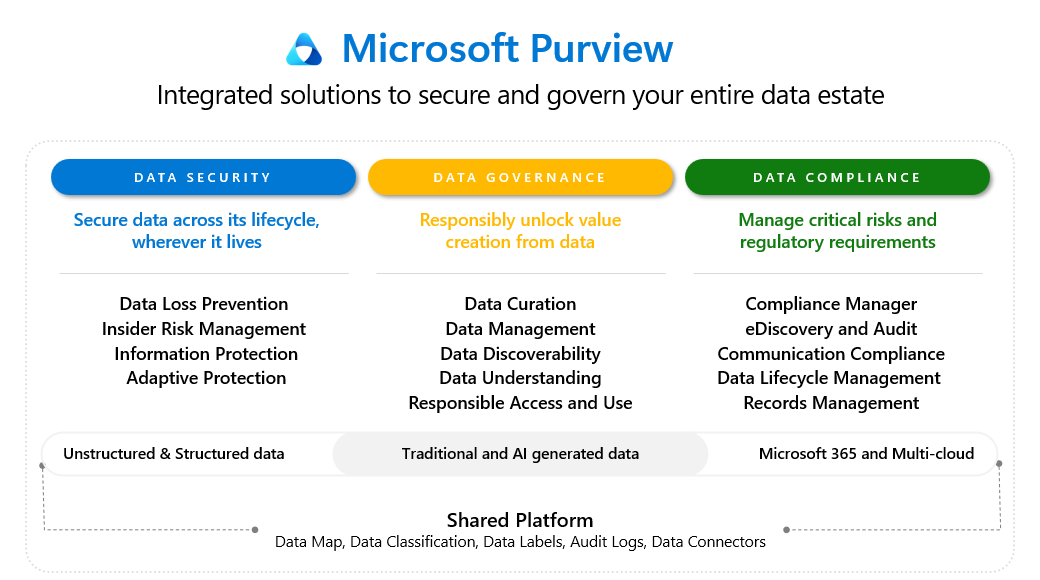 Microsoft Purview
Integrated solutions to secure and govern your entire data estate
DATA SECURITY
Secure data across its lifecycle,
wherever it lives
Data Loss Prevention
Insider Risk Management
Information Protection
Adaptive Protection
DATA GOVERNANCE
Responsibly unlock value
creation from data
Data Curation
Data Management
Data Discoverability
Data Understanding
Responsible Access and Use
DATA COMPLIANCE
Manage critical risks and
regulatory requirements
Compliance Manager
eDiscovery and Audit
Communication Compliance
Data Lifecycle Management
Records Management
Unstructured & Structured data
Traditional and AI generated data
Microsoft 365 and Multi-cloud
Shared Platform
Data Map, Data Classification, Data Labels, Audit Logs, Data Connectors